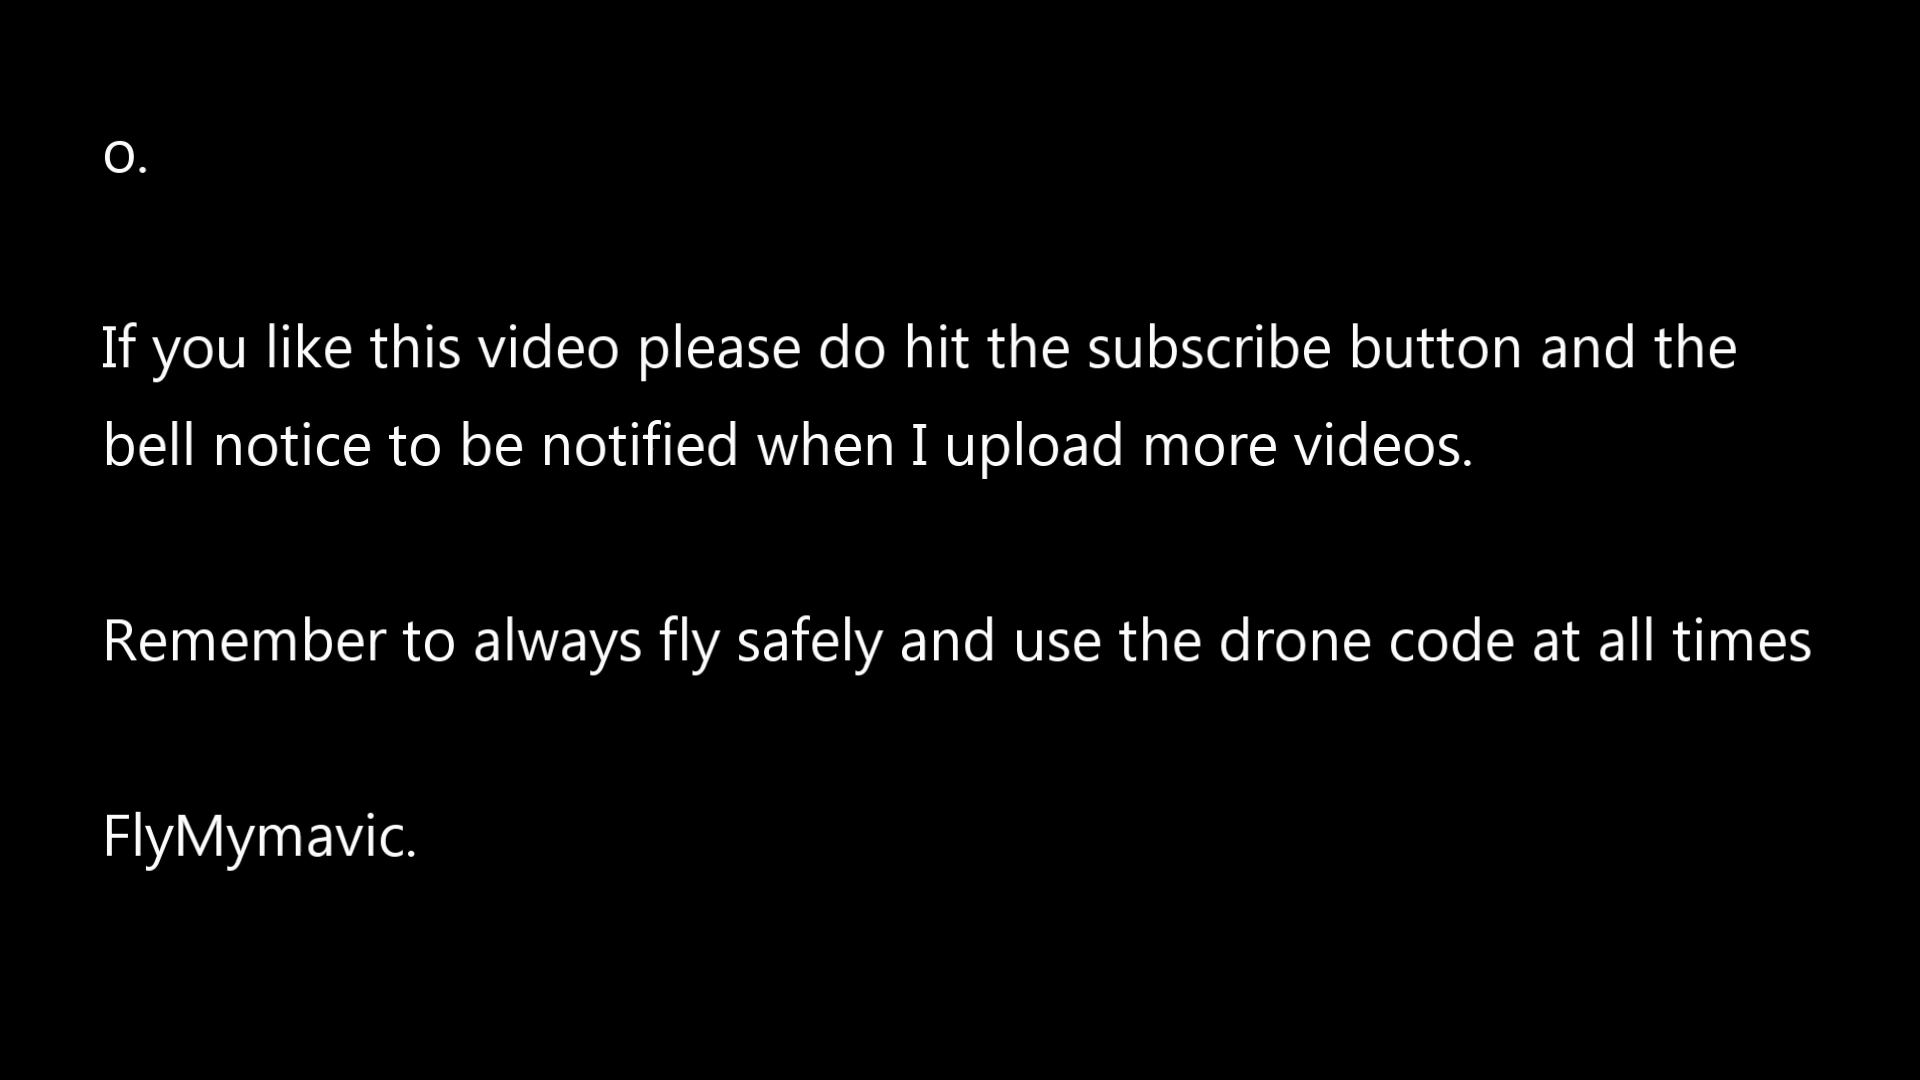 o.
If you like this video please do hit the subscribe button and the
bell notice to be notified when I upload more videos.
Remember to always fly safely and use the drone code at all times
FlyMymavic.